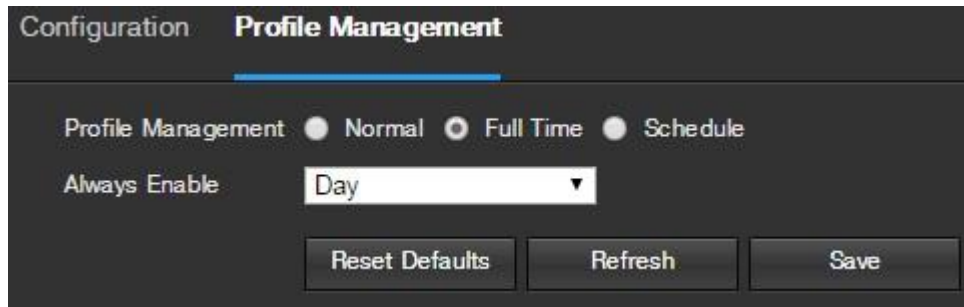 Configuration Profile Management
Profile Management Normal Full Time Schedule
Always Enable Day
Reset Defaults Refresh Save